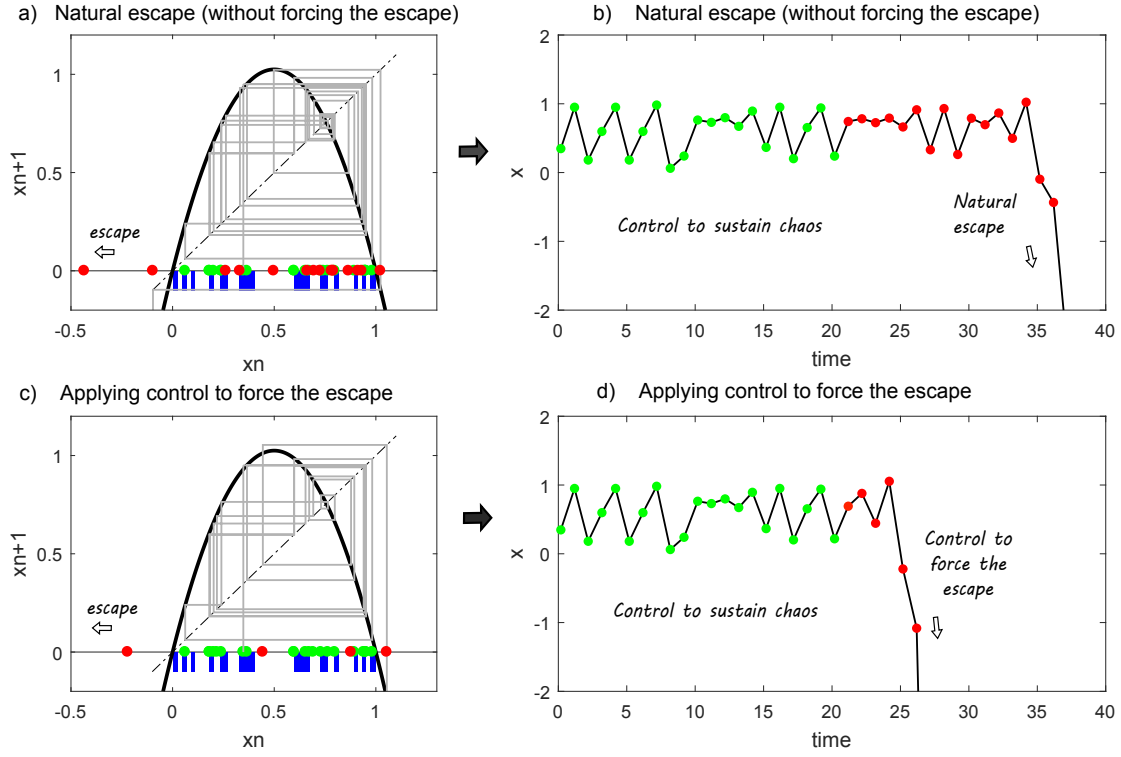 a) Natural escape (without forcing the escape)
b) Natural escape (without forcing the escape)
xn+1
1
0.5
0
escape
-0.5
0
0.5
1
xn
x
2
1
0
-1
-2
Control to sustain chaos
Natural
escape
0
5
10
15
20
25
30
35
40
time
c) Applying control to force the escape
d) Applying control to force the escape
xn+1
1
0.5
0
escape
-0.5
0
0.5
1
xn
x
2
1
0
-1
-2
Control to sustain chaos
Control to
force the
escape
0
5
10
15
20
25
30
35
40
time